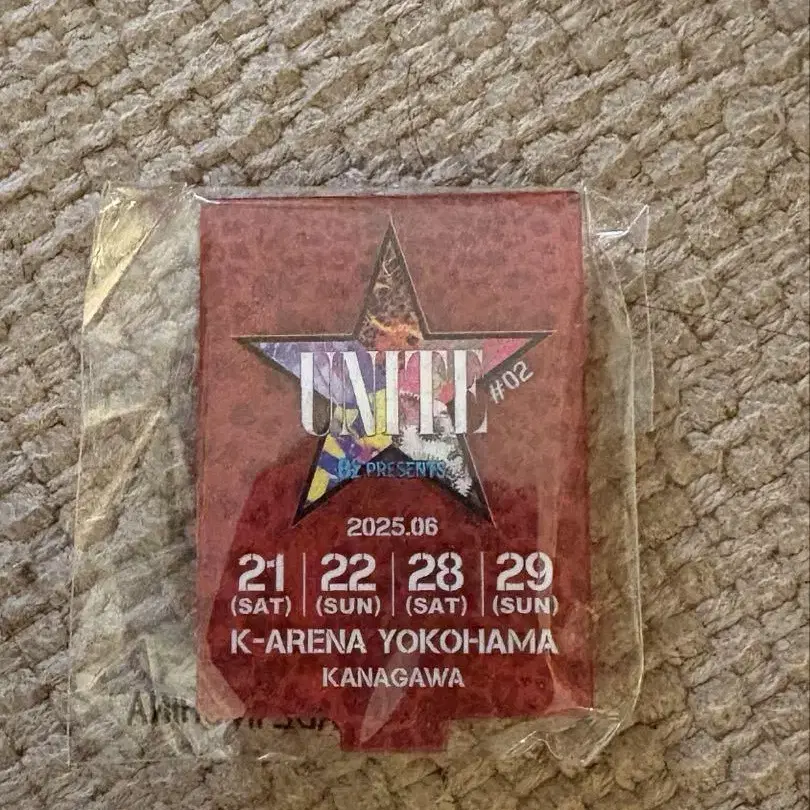 UNITE
#02
B'z PRESENTS
2025.06
21 22 28 29
(SAT) (SUN) (SAT) (SUN)
K-ARENA YOKOHAMA
KANAGAWA